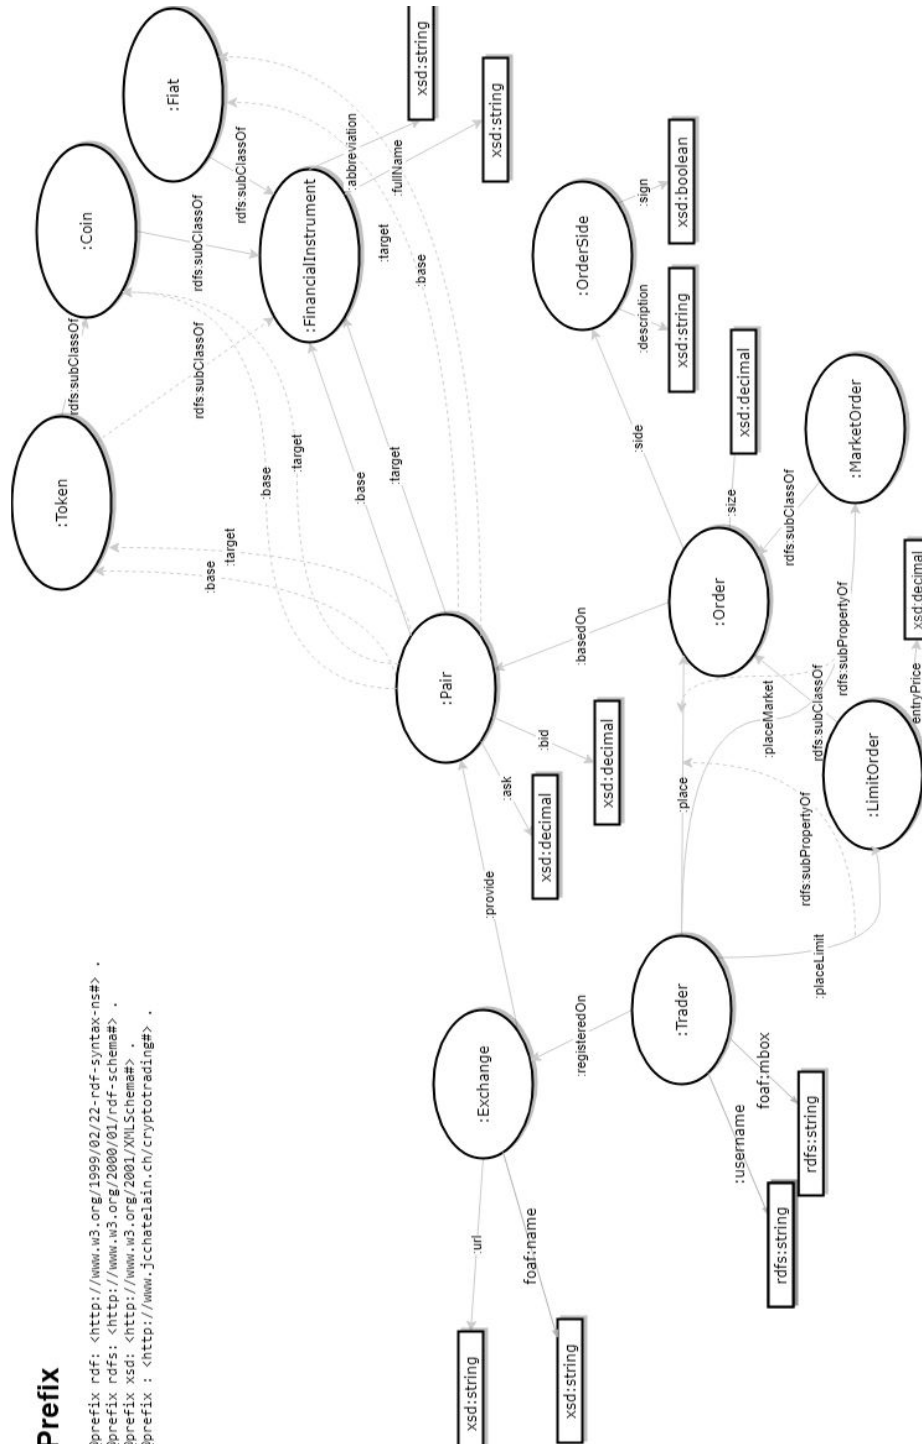 Prefix
@prefix rdf: <http://www.w3.org/1999/02/22-rdf-syntax-ns#> .
@prefix rdfs: <http://www.w3.org/2000/01/rdf-schema#> .
@prefix xsd: <http://www.w3.org/2001/XMLSchema#> .
@prefix : <http://www.jcchatelain.ch/cryptotrading#> .
:Token
rdfs:subClassOf
:Coin
:Fiat
rdfs:subClassOf
rdfs:subClassOf
:base
:target
rdfs:subClassOf
:base
:target
:FinancialInstrument
:abbreviation
:base
:target
:target
:fullName
:base
xsd:string
:Pair
xsd:string
:url
:Exchange
:provide
xsd:string
:ask
foaf:name
:bid
xsd:decimal
xsd:string
:registeredOn
:basedOn
:OrderSide
xsd:decimal
:side
:description
:sign
:Trader
:place
xsd:string
xsd:boolean
:Order
:size
:username
xsd:decimal
foaf:mbox
:placeMarket
rdfs:string
rdfs:subClassOf
rdfs:subPropertyOf
rdfs:string
:placeLimit
rdfs:subClassOf
rdfs:subPropertyOf
:MarketOrder
:LimitOrder
entryPrice
xsd:decimal